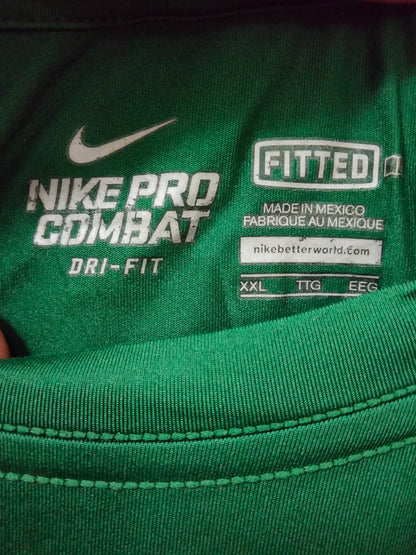 NIKE PRO
COMBAT
DRI-FIT
FITTED
MADE IN MEXICO
FABRIQUE AU MEXIQUE
nikebetterworld.com
XXL TTG EEG